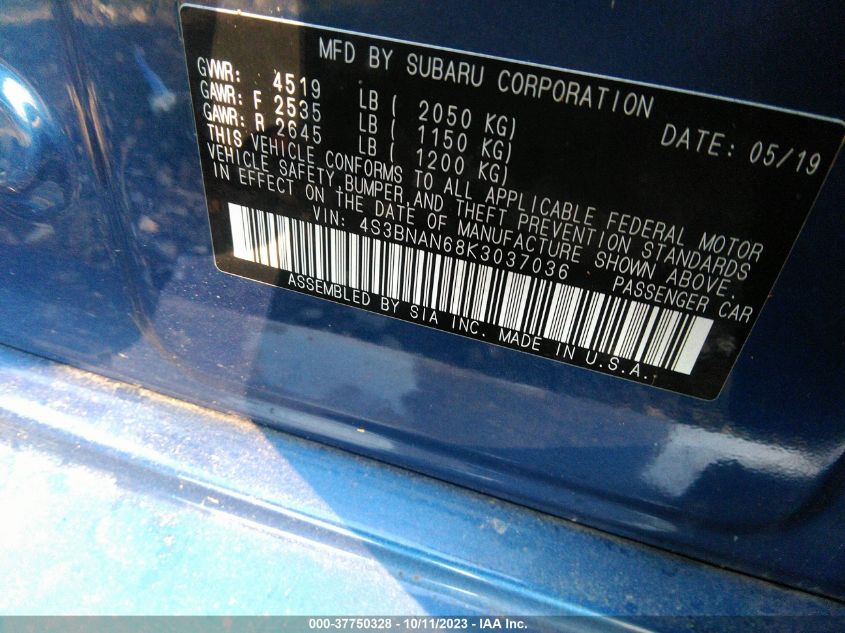 MFD BY SUBARU CORPORATION
DATE: 05/19
GVWR: 4519 LB ( 2050 KG)
GAWR: F 2535 LB ( 1150 KG)
GAWR: R 2645 LB ( 1200 KG)
THIS VEHICLE CONFORMS TO ALL APPLICABLE FEDERAL MOTOR
VEHICLE SAFETY,BUMPER,AND THEFT PREVENTION STANDARDS
IN EFFECT ON THE DATE OF MANUFACTURE SHOWN ABOVE.
VIN: 4S3BNAN68K3037036 PASSENGER CAR
ASSEMBLED BY SIA INC. MADE IN U.S.A.
000-37750328 - 10/11/2023 - IAA Inc.